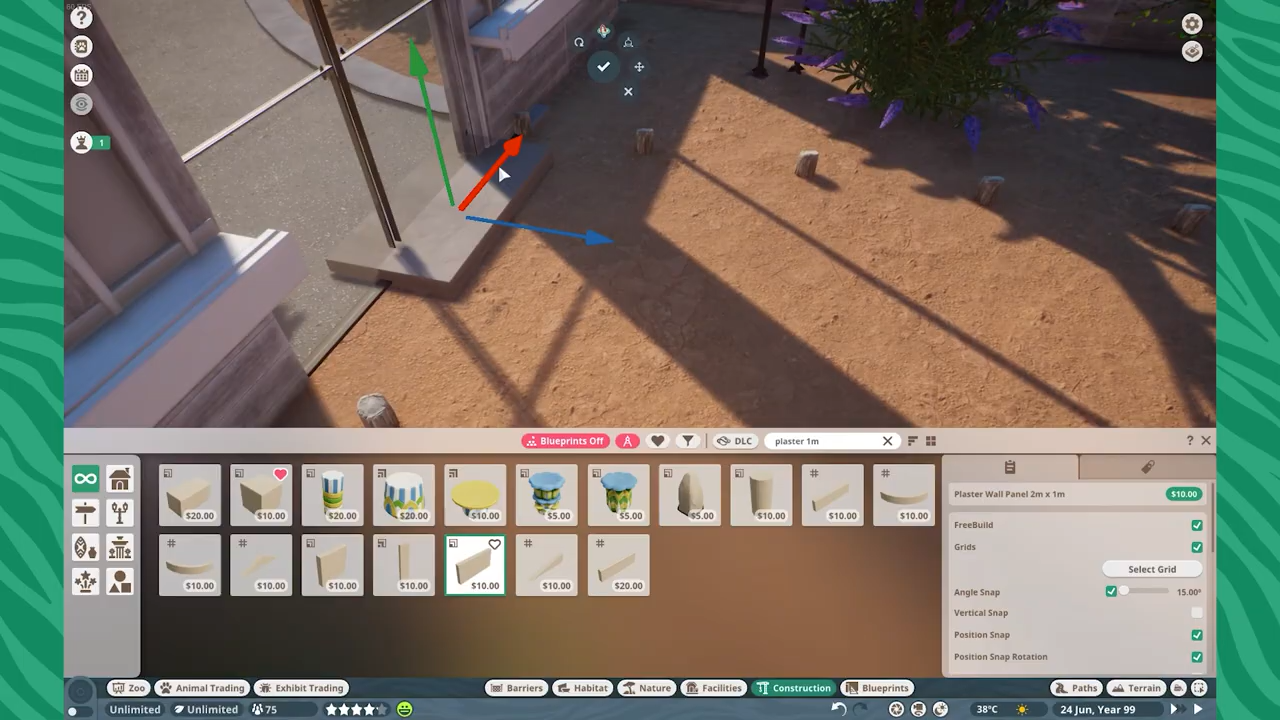 ?
1
Blueprints Off
DLC
plaster 1m
?
$20.00 $10.00 $20.00 $20.00 $10.00 $5.00 $5.00 $5.00 $10.00 $10.00 $10.00
$10.00 $10.00 $10.00 $10.00 $10.00 $10.00 $20.00
Plaster Wall Panel 2m x 1m $10.00
FreeBuild
Grids
Select Grid
Angle Snap 15.00°
Vertical Snap
Position Snap
Position Snap Rotation
Zoo Animal Trading Exhibit Trading Barriers Habitat Nature Facilities Construction Blueprints Paths Terrain
Unlimited Unlimited 75 38°C 24 Jun, Year 99